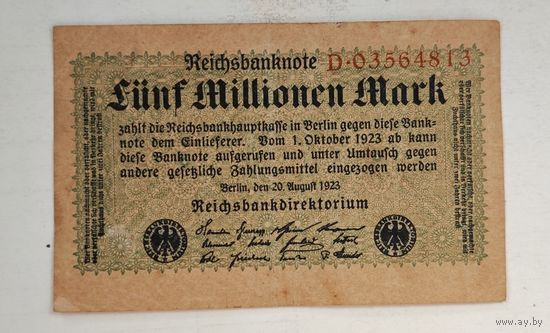 Reichsbanknote D·03564813
Fünf Millionen Mark
zahlt die Reichsbankhauptkasse in Berlin gegen diese Bank-
note dem Einlieferer. Vom 1. Oktober 1923 ab kann
diese Banknote aufgerufen und unter Umtausch gegen
andere gesetzliche Zahlungsmittel eingezogen werden
Berlin, den 20. August 1923
Reichsbankdirektorium
www.ay.by